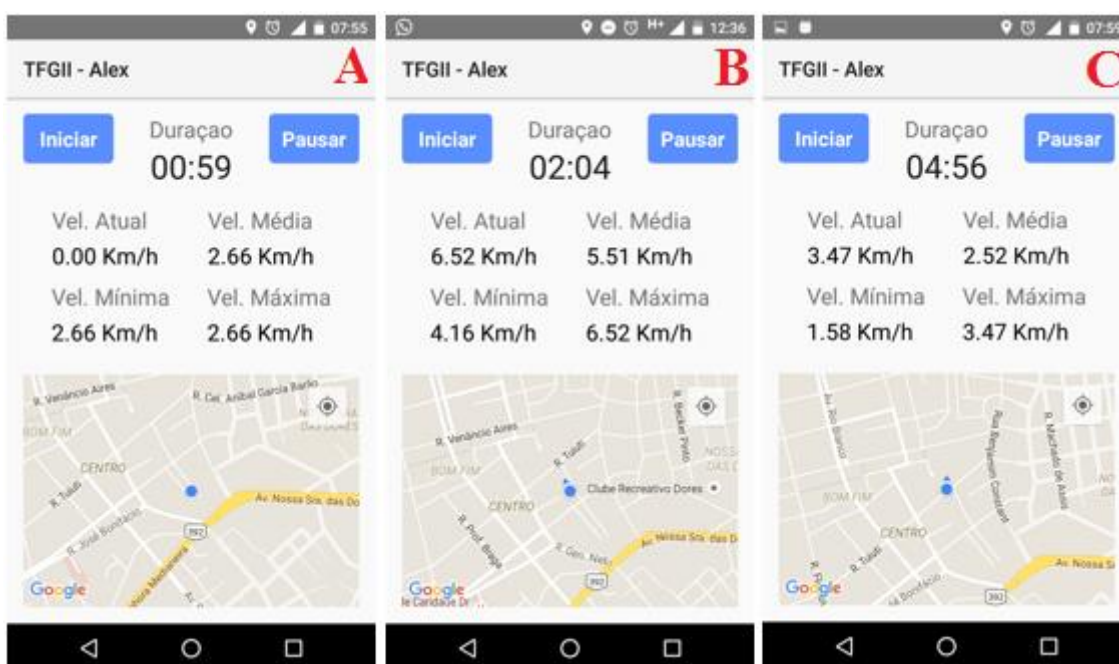 07:55
TFGII - Alex
A
Iniciar
Duraçao
Pausar
00:59
Vel. Atual
Vel. Média
0.00 Km/h
2.66 Km/h
Vel. Mínima
Vel. Máxima
2.66 Km/h
2.66 Km/h
R. Venâncio Aires
R. Cel. Aníbal Garcia Barão
BOM FIM
CENTRO
R. Tuiuti
Av. Nossa Sra. das Do
R. José Bonifácio
392
Google
H+
12:36
TFGII - Alex
B
Iniciar
Duraçao
Pausar
02:04
Vel. Atual
Vel. Média
6.52 Km/h
5.51 Km/h
Vel. Mínima
Vel. Máxima
4.16 Km/h
6.52 Km/h
R. Becker Pinto
R. Venâncio Aires
R. Tuiuti
NOSS
DAS D
BOM FIM
Clube Recreativo Dores
CENTRO
R. Prof. Braga
Av. Nossa Sra. das D
R. Gen. Neto
392
Google
le Caridade Dr
07:59
TFGII - Alex
C
Iniciar
Duraçao
Pausar
04:56
Vel. Atual
Vel. Média
3.47 Km/h
2.52 Km/h
Vel. Mínima
Vel. Máxima
1.58 Km/h
3.47 Km/h
Av. Rio Branco
Rua Benjamin Constant
R. Machado de Assis
BOM FIM
CENTRO
R. Tuiuti
Av. Nossa S
392
Google